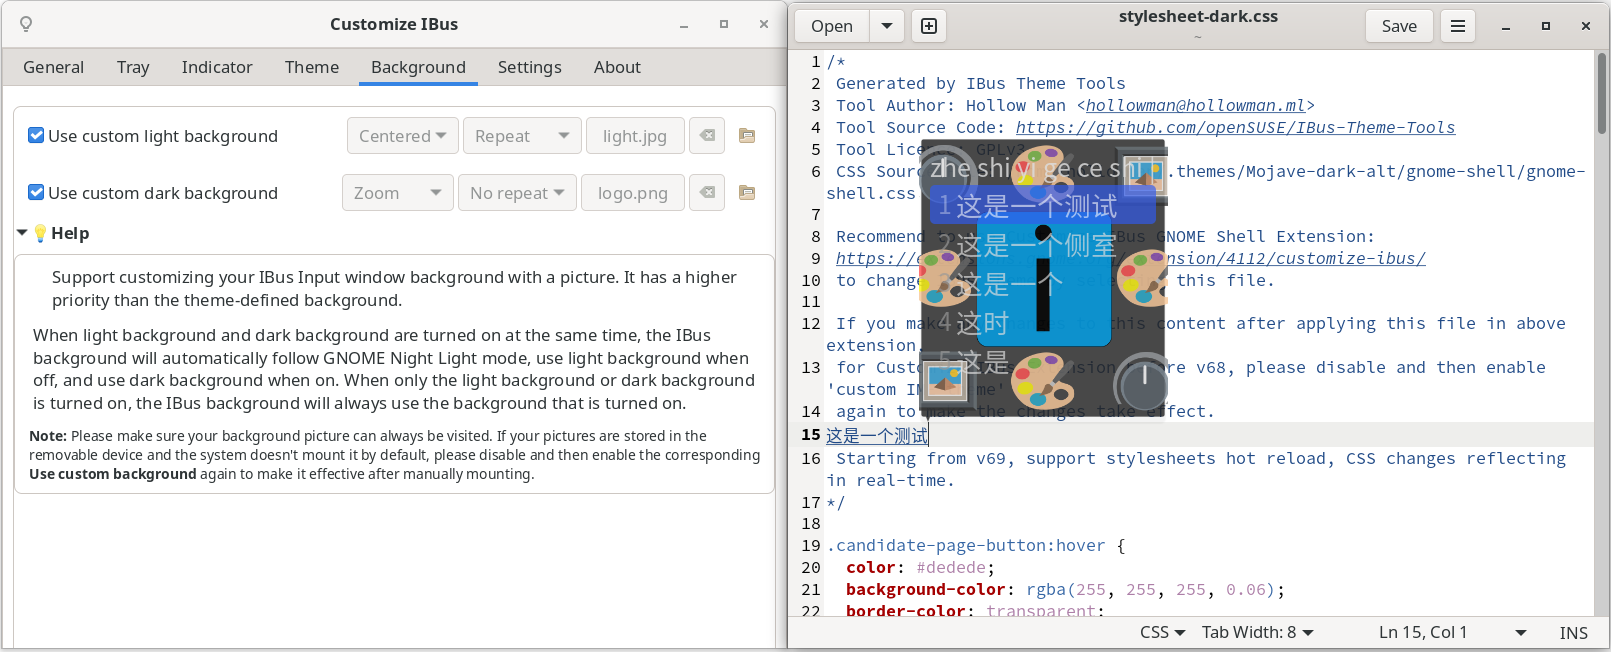 Customize IBus
General Tray Indicator Theme Background Settings About
Use custom light background Centered Repeat light.jpg
Use custom dark background Zoom No repeat logo.png
Help
Support customizing your IBus Input window background with a picture. It has a higher
priority than the theme-defined background.
When light background and dark background are turned on at the same time, the IBus
background will automatically follow GNOME Night Light mode, use light background when
off, and use dark background when on. When only the light background or dark background
is turned on, the IBus background will always use the background that is turned on.
Note: Please make sure your background picture can always be visited. If your pictures are stored in the
removable device and the system doesn't mount it by default, please disable and then enable the corresponding
Use custom background again to make it effective after manually mounting.
Open stylesheet-dark.css Save
~
1 /*
2 Generated by IBus Theme Tools
3 Tool Author: Hollow Man <hollowman@hollowman.ml>
4 Tool Source Code: https://github.com/openSUSE/IBus-Theme-Tools
5 Tool Licence: GPLv3
6 CSS Sourc .themes/Mojave-dark-alt/gnome-shell/gnome-
shell.css
7
8 Recommend to IBus GNOME Shell Extension:
9 https://e nsion/4112/customize-ibus/
10 to change this file.
11
12 If you make changes to this content after applying this file in above
extension.
13 for Custo re v68, please disable and then enable
'custom IM me'
14 again to make the changes take effect.
15 这是一个测试
16 Starting from v69, support stylesheets hot reload, CSS changes reflecting
in real-time.
17 */
18
19 .candidate-page-button:hover {
20 color: #dedede;
21 background-color: rgba(255, 255, 255, 0.06);
22 border-color: transparent;
zhe shi yi ge ce shi
1 这是一个测试
2 这是一个侧室
3 这是一个
4 这时
5 这是
CSS Tab Width: 8 Ln 15, Col 1 INS